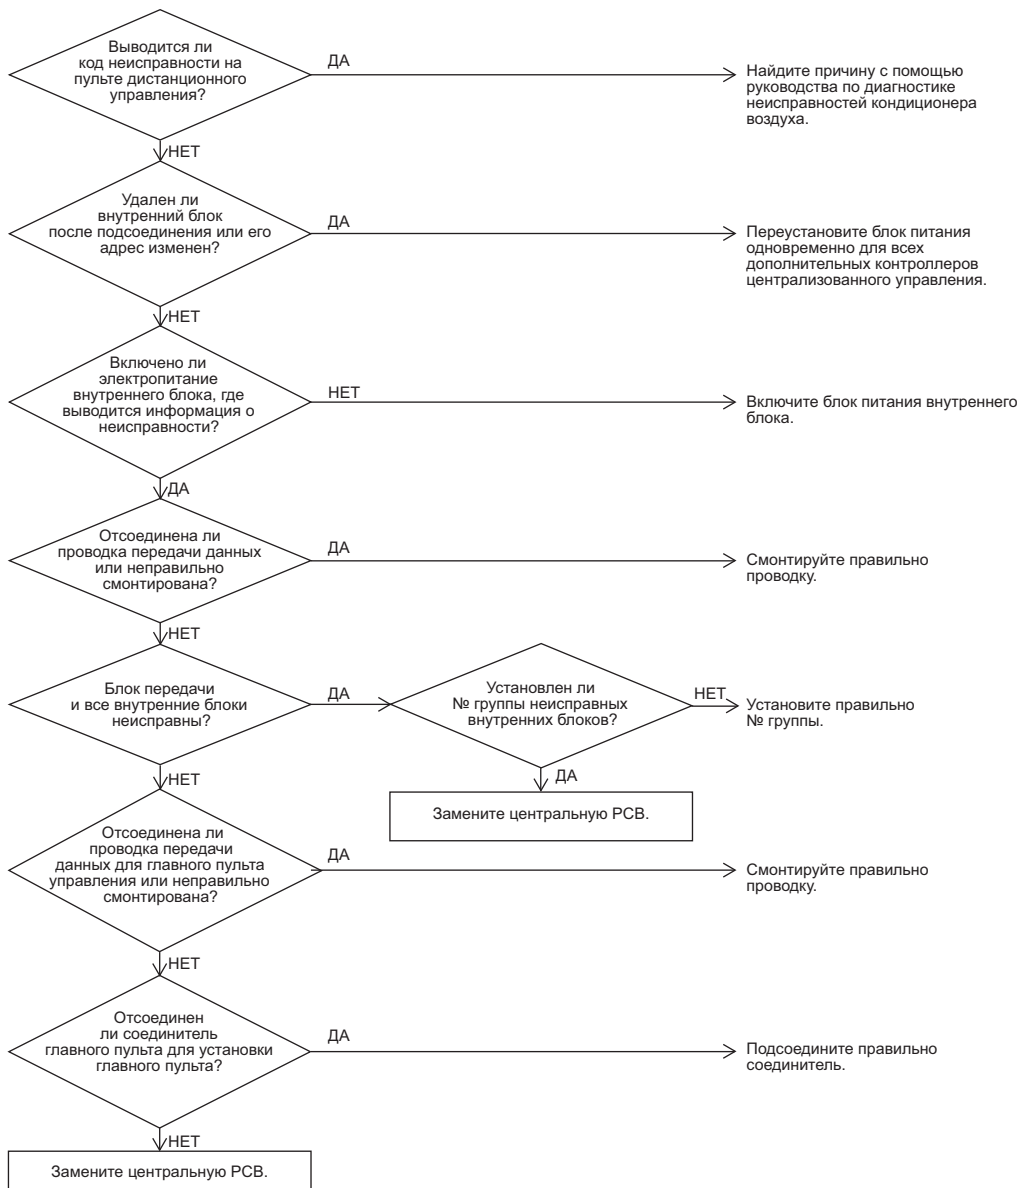 Выводится ли
код неисправности на
пульте дистанционного
управления?
ДА
Найдите причину с помощью
руководства по диагностике
неисправностей кондиционера
воздуха.
НЕТ
Удален ли
внутренний блок
после подсоединения или его
адрес изменен?
ДА
Переустановите блок питания
одновременно для всех
дополнительных контроллеров
централизованного управления.
НЕТ
Включено ли
электропитание
внутреннего блока, где
выводится информация о
неисправности?
НЕТ
Включите блок питания внутреннего
блока.
ДА
Отсоединена ли
проводка передачи данных
или неправильно
смонтирована?
ДА
Смонтируйте правильно
проводку.
НЕТ
Блок передачи
и все внутренние блоки
неисправны?
ДА
Установлен ли
№ группы неисправных
внутренних блоков?
НЕТ
Установите правильно
№ группы.
ДА
Замените центральную PCB.
НЕТ
Отсоединена ли
проводка передачи
данных для главного пульта
управления или неправильно
смонтирована?
ДА
Смонтируйте правильно
проводку.
НЕТ
Отсоединен
ли соединитель
главного пульта для установки
главного пульта?
ДА
Подсоедините правильно
соединитель.
НЕТ
Замените центральную PCB.